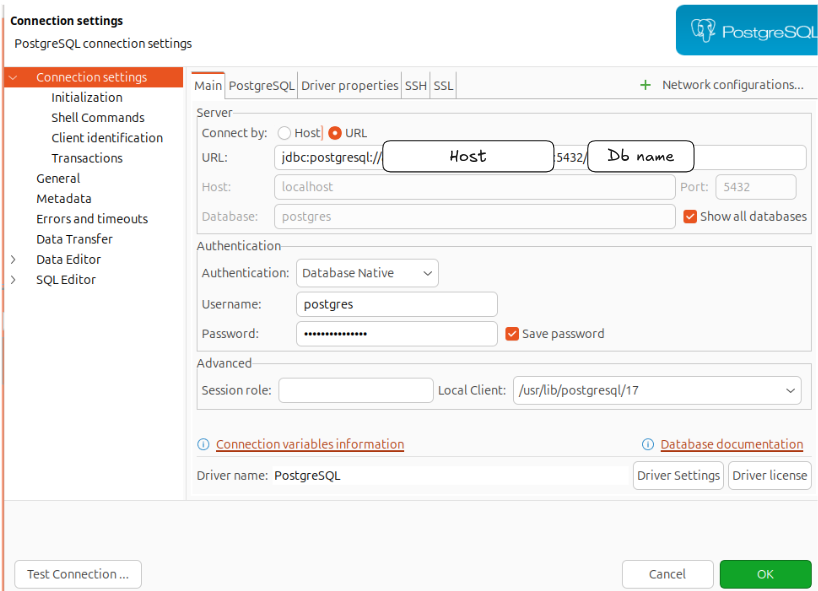 Connection settings
PostgreSQL connection settings
PostgreSQL
Connection settings
Initialization
Shell Commands
Client identification
Transactions
General
Metadata
Errors and timeouts
Data Transfer
Data Editor
SQL Editor
Main PostgreSQL Driver properties SSH SSL + Network configurations...
Server
Connect by: Host URL
URL: jdbc:postgresql:// Host :5432/ Db name
Host: localhost Port: 5432
Database: postgres Show all databases
Authentication
Authentication: Database Native
Username: postgres
Password: ••••••••••••••• Save password
Advanced
Session role: Local Client: /usr/lib/postgresql/17
Connection variables information Database documentation
Driver name: PostgreSQL Driver Settings Driver license
Test Connection ... Cancel OK